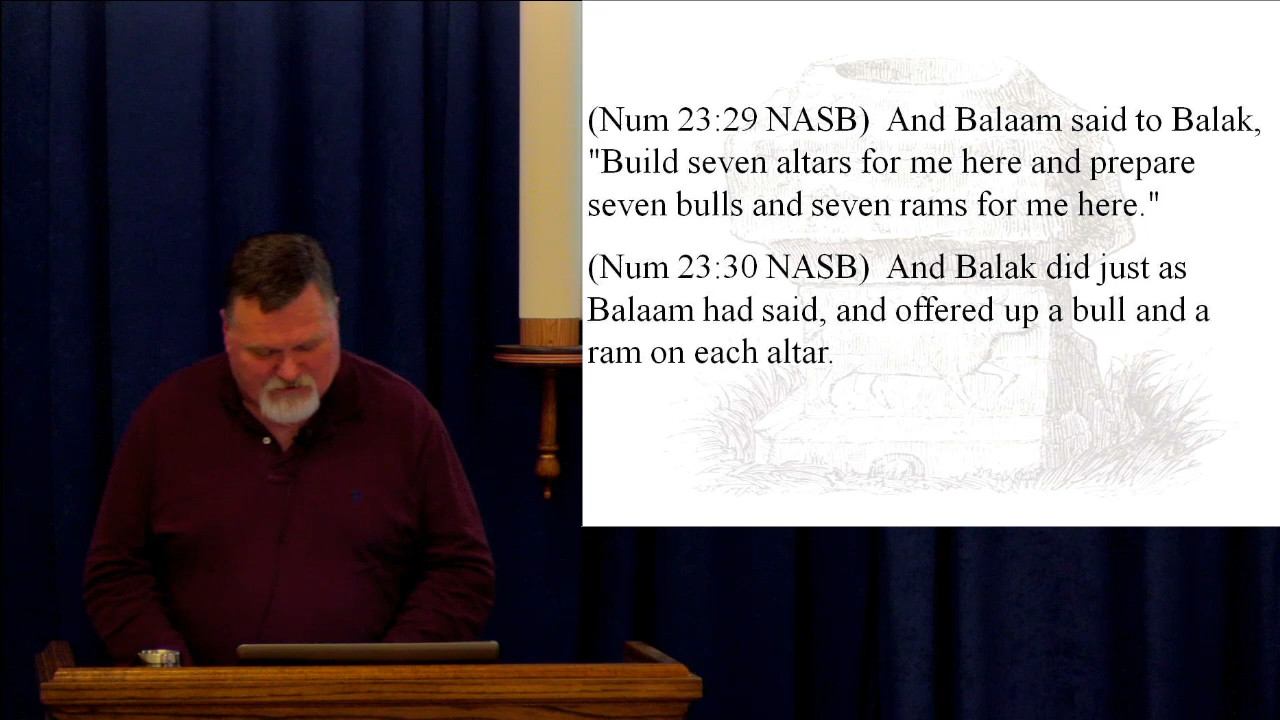 (Num 23:29 NASB)  And Balaam said to Balak,
"Build seven altars for me here and prepare
seven bulls and seven rams for me here."
(Num 23:30 NASB)  And Balak did just as
Balaam had said, and offered up a bull and a
ram on each altar.